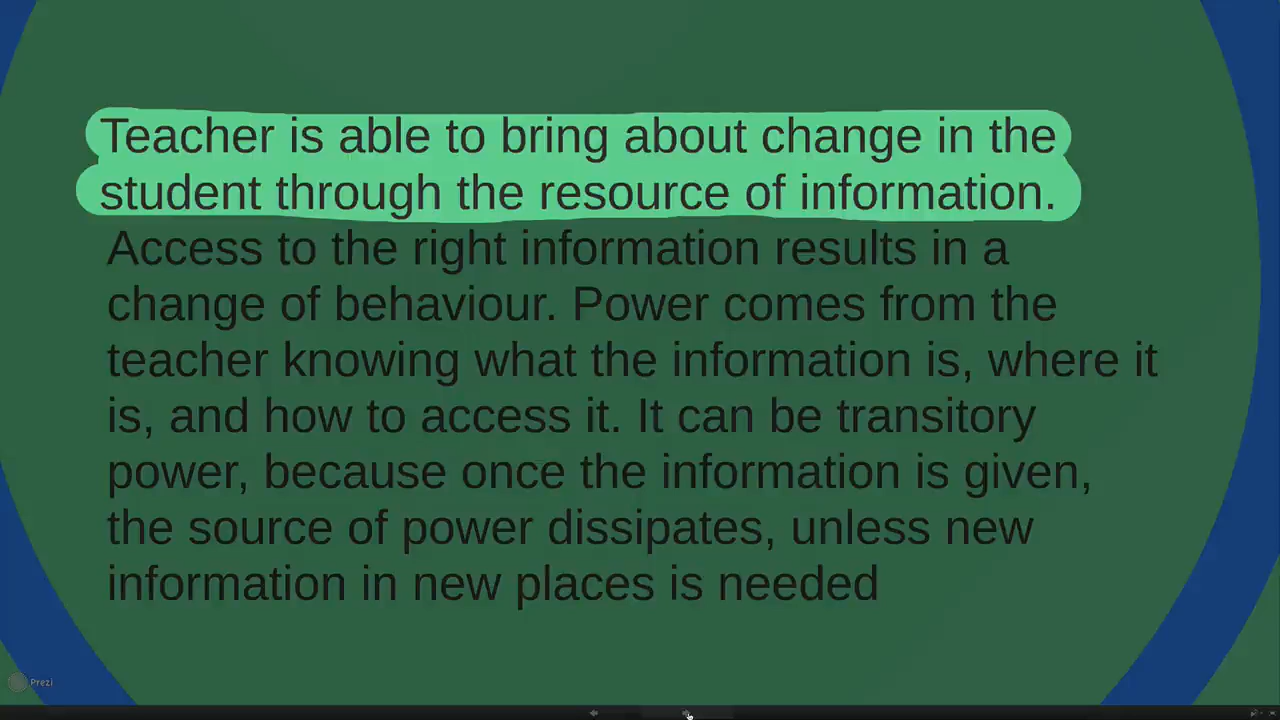 Teacher is able to bring about change in the
student through the resource of information.
Access to the right information results in a
change of behaviour. Power comes from the
teacher knowing what the information is, where it
is, and how to access it. It can be transitory
power, because once the information is given,
the source of power dissipates, unless new
information in new places is needed
Prezi